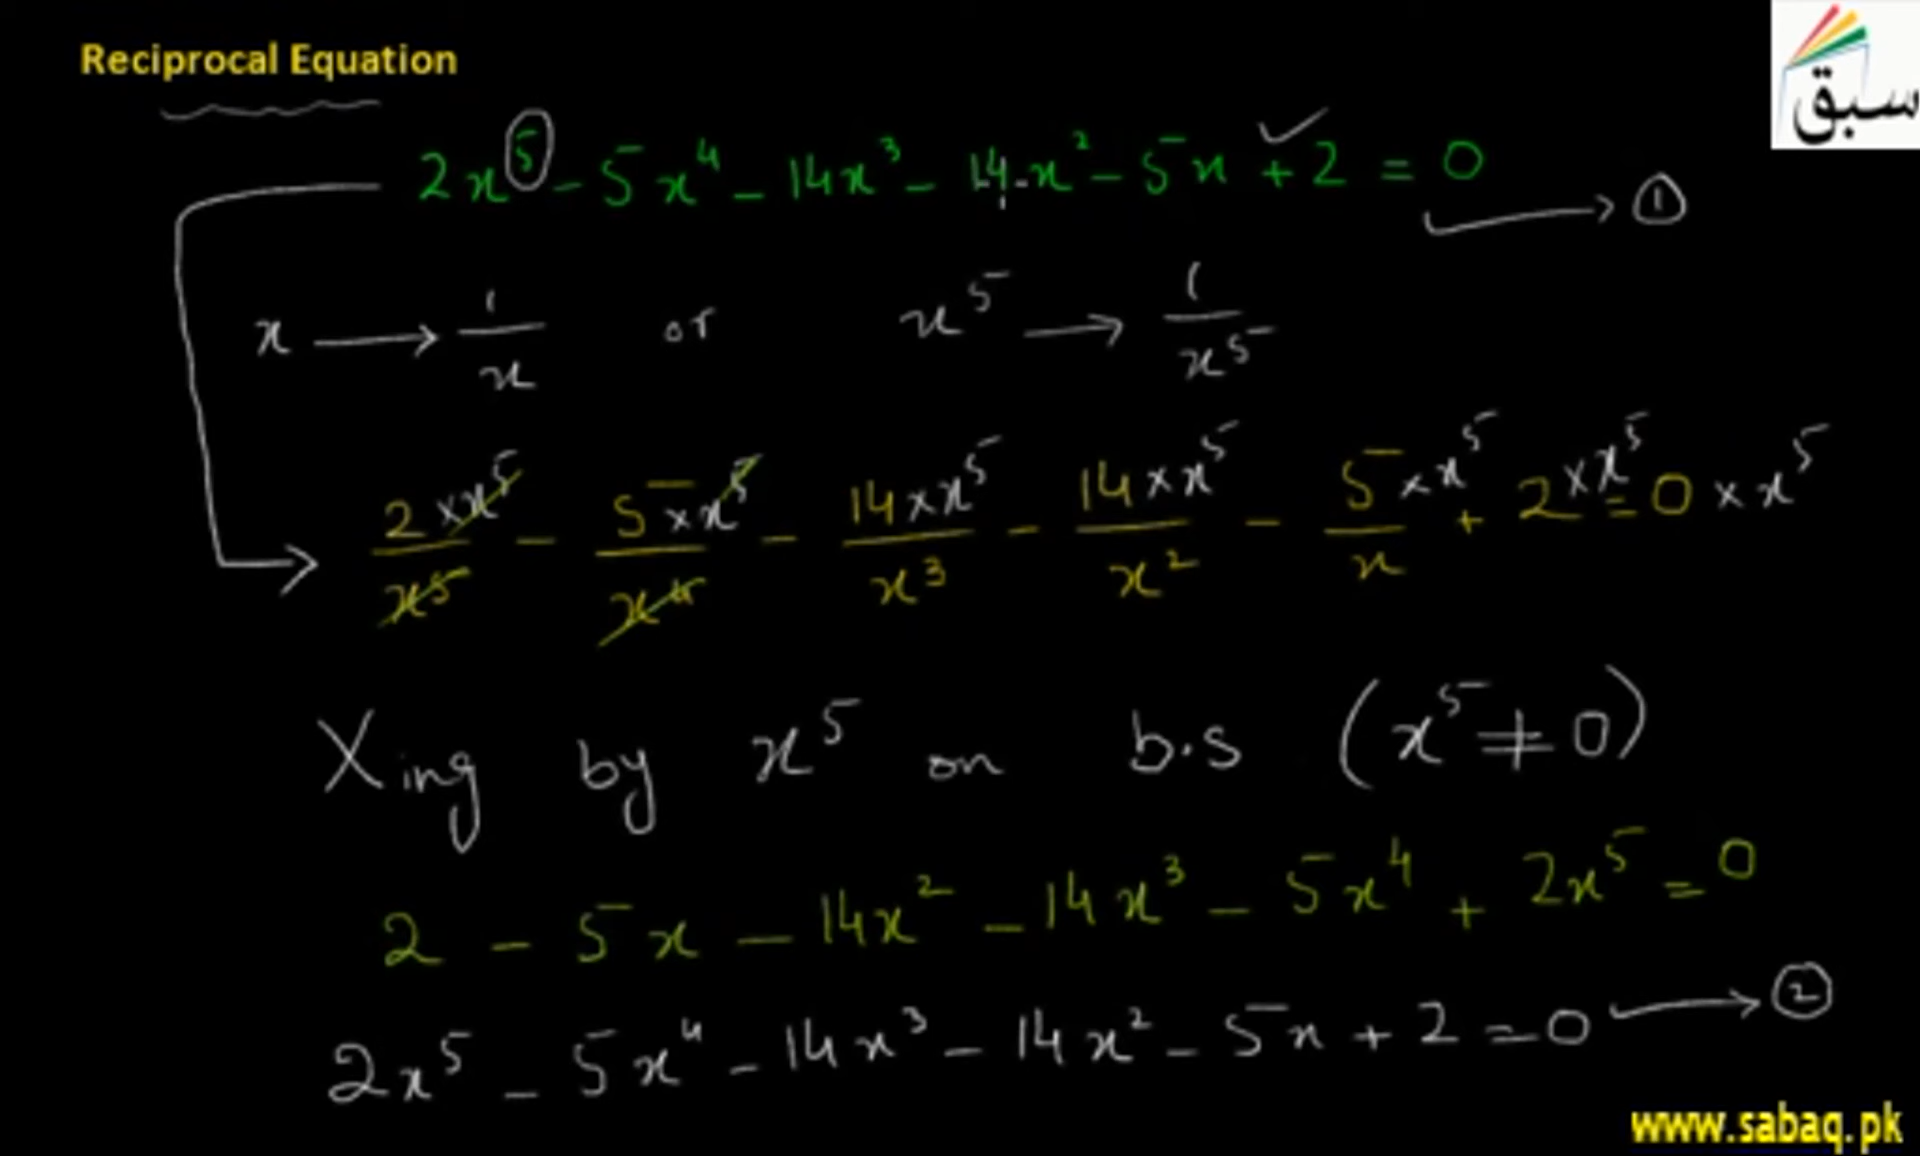 Reciprocal Equation
سبق
2x⁵ - 5x⁴ - 14x³ - 14x² - 5x + 2 = 0 → ①
x → 1/x or x⁵ → 1/x⁵
2×x⁵/x⁵ - 5×x⁵/x⁴ - 14×x⁵/x³ - 14×x⁵/x² - 5×x⁵/x + 2×x⁵ = 0×x⁵
Xing by x⁵ on b.s (x⁵ ≠ 0)
2 - 5x - 14x² - 14x³ - 5x⁴ + 2x⁵ = 0
2x⁵ - 5x⁴ - 14x³ - 14x² - 5x + 2 = 0 → ②
www.sabaq.pk